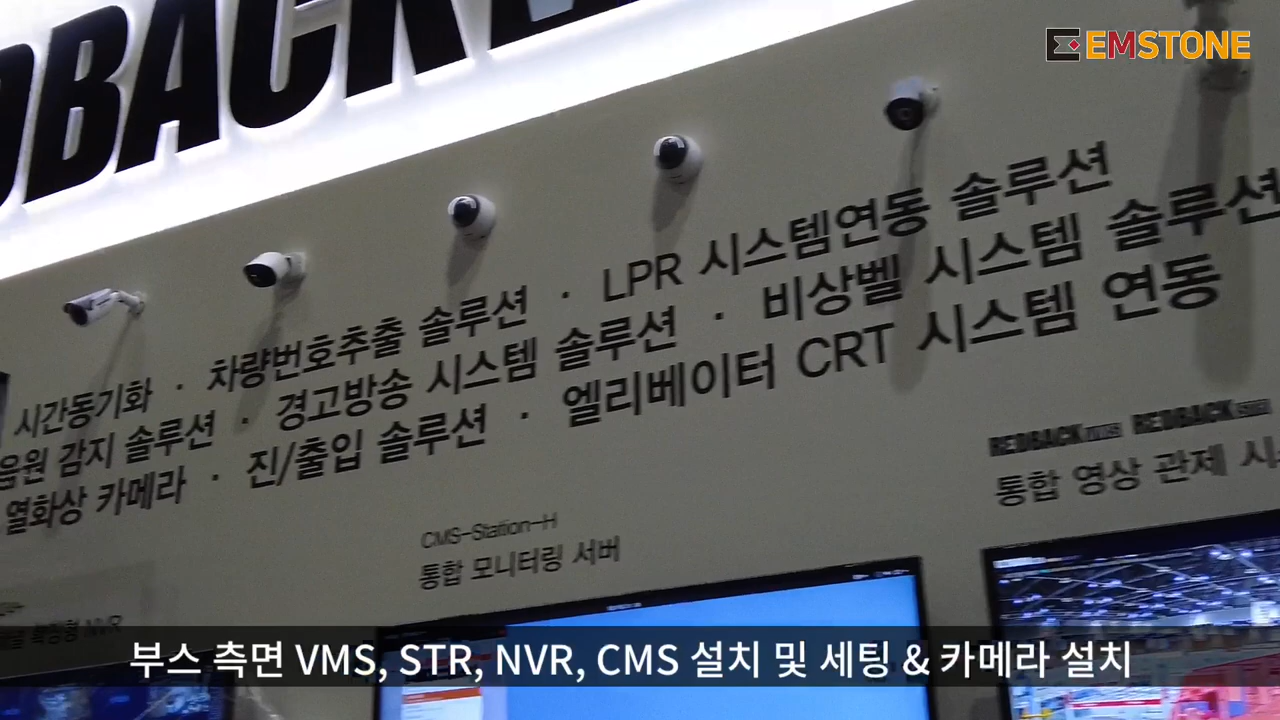 EMSTONE
시간동기화 · 차량번호추출 솔루션 · LPR 시스템연동 솔루션
음원 감지 솔루션 · 경고방송 시스템 솔루션 · 비상벨 시스템 솔루션
열화상 카메라 · 진/출입 솔루션 · 엘리베이터 CRT 시스템 연동
REDBACK REDBACK
통합 영상 관제
CMS-Station-H
통합 모니터링 서버
NVR
부스 측면 VMS, STR, NVR, CMS 설치 및 세팅 & 카메라 설치